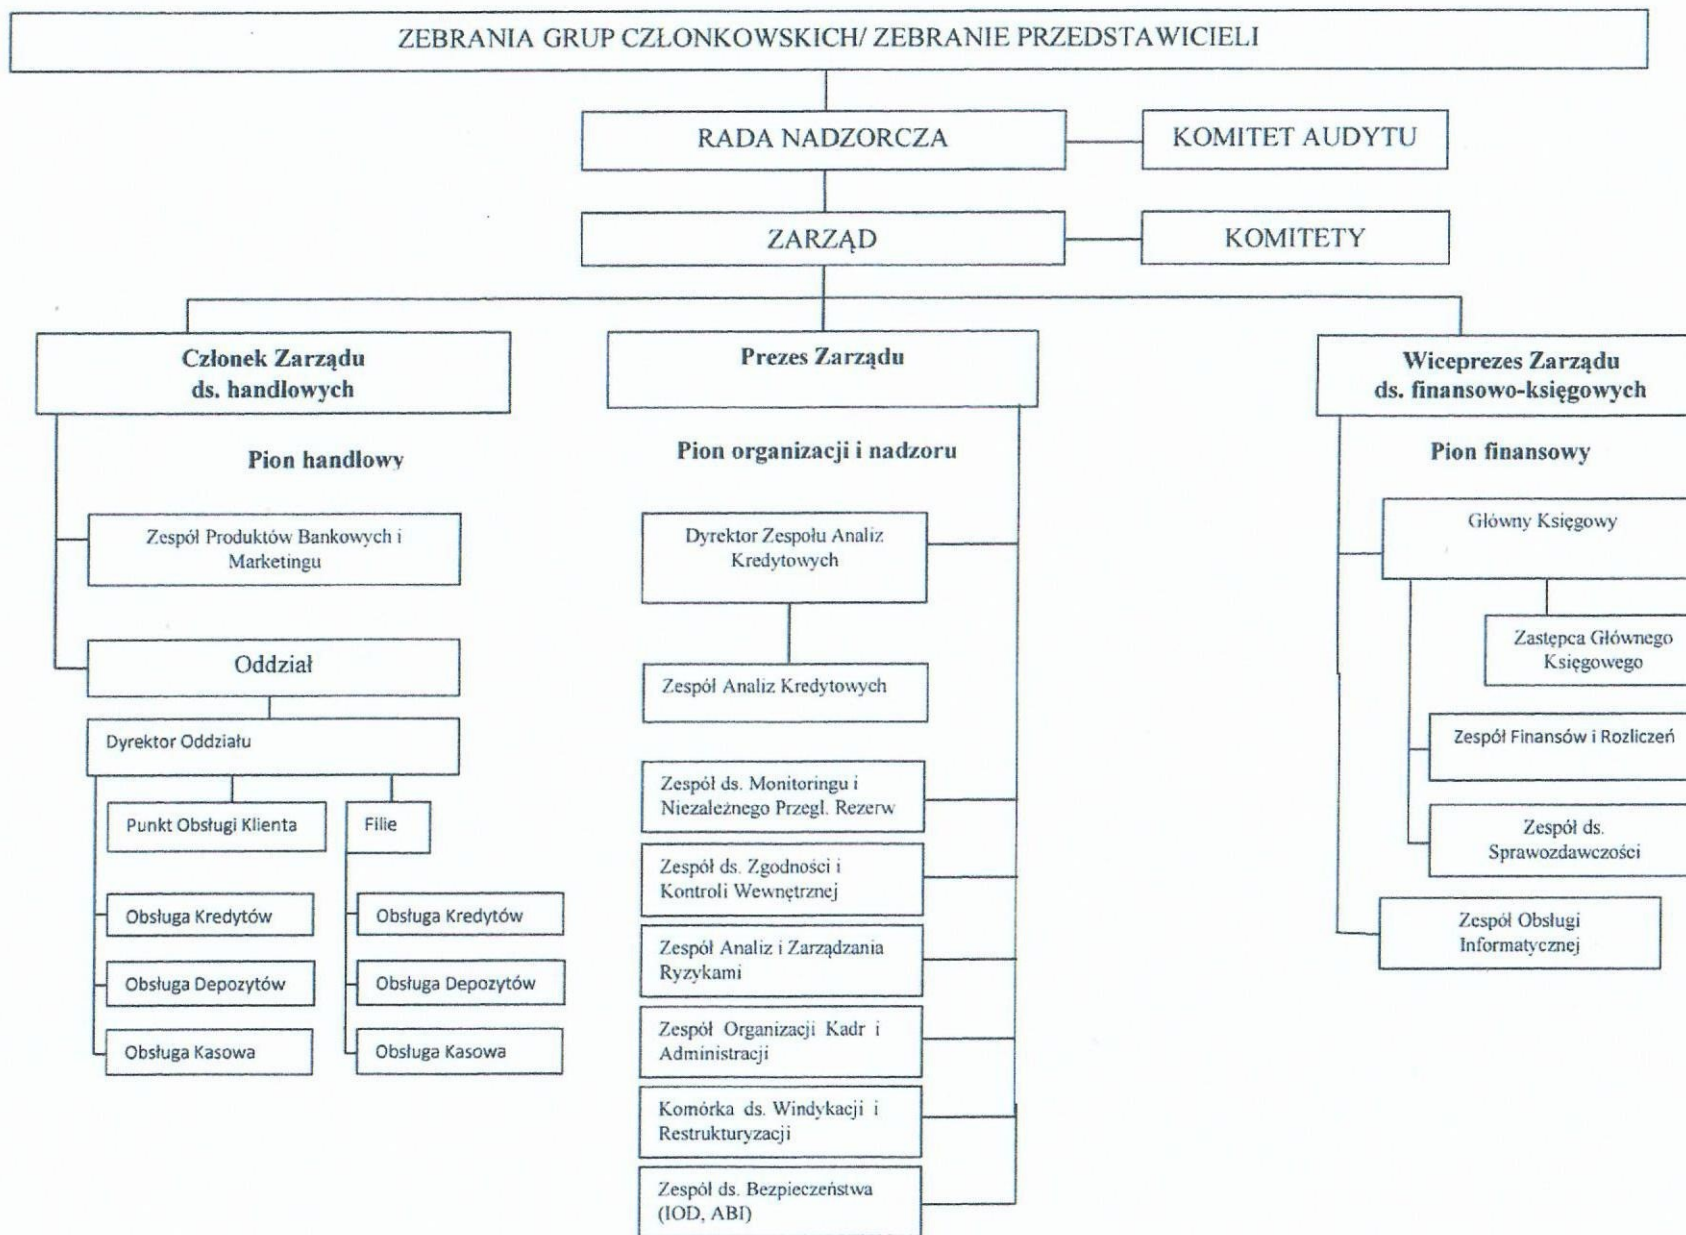 ZEBRANIA GRUP CZŁONKOWSKICH/ ZEBRANIE PRZEDSTAWICIELI
RADA NADZORCZA
KOMITET AUDYTU
ZARZĄD
KOMITETY
Członek Zarządu
ds. handlowych
Pion handlowy
Zespół Produktów Bankowych i
Marketingu
Oddział
Dyrektor Oddziału
Punkt Obsługi Klienta
Filie
Obsługa Kredytów
Obsługa Depozytów
Obsługa Kasowa
Obsługa Kredytów
Obsługa Depozytów
Obsługa Kasowa
Prezes Zarządu
Pion organizacji i nadzoru
Dyrektor Zespołu Analiz
Kredytowych
Zespół Analiz Kredytowych
Zespół ds. Monitoringu i
Niezależnego Przegl. Rezerw
Zespół ds. Zgodności i
Kontroli Wewnętrznej
Zespół Analiz i Zarządzania
Ryzykami
Zespół Organizacji Kadr i
Administracji
Komórka ds. Windykacji i
Restrukturyzacji
Zespół ds. Bezpieczeństwa
(IOD, ABI)
Wiceprezes Zarządu
ds. finansowo-księgowych
Pion finansowy
Główny Księgowy
Zastępca Głównego
Księgowego
Zespół Finansów i Rozliczeń
Zespół ds.
Sprawozdawczości
Zespół Obsługi
Informatycznej